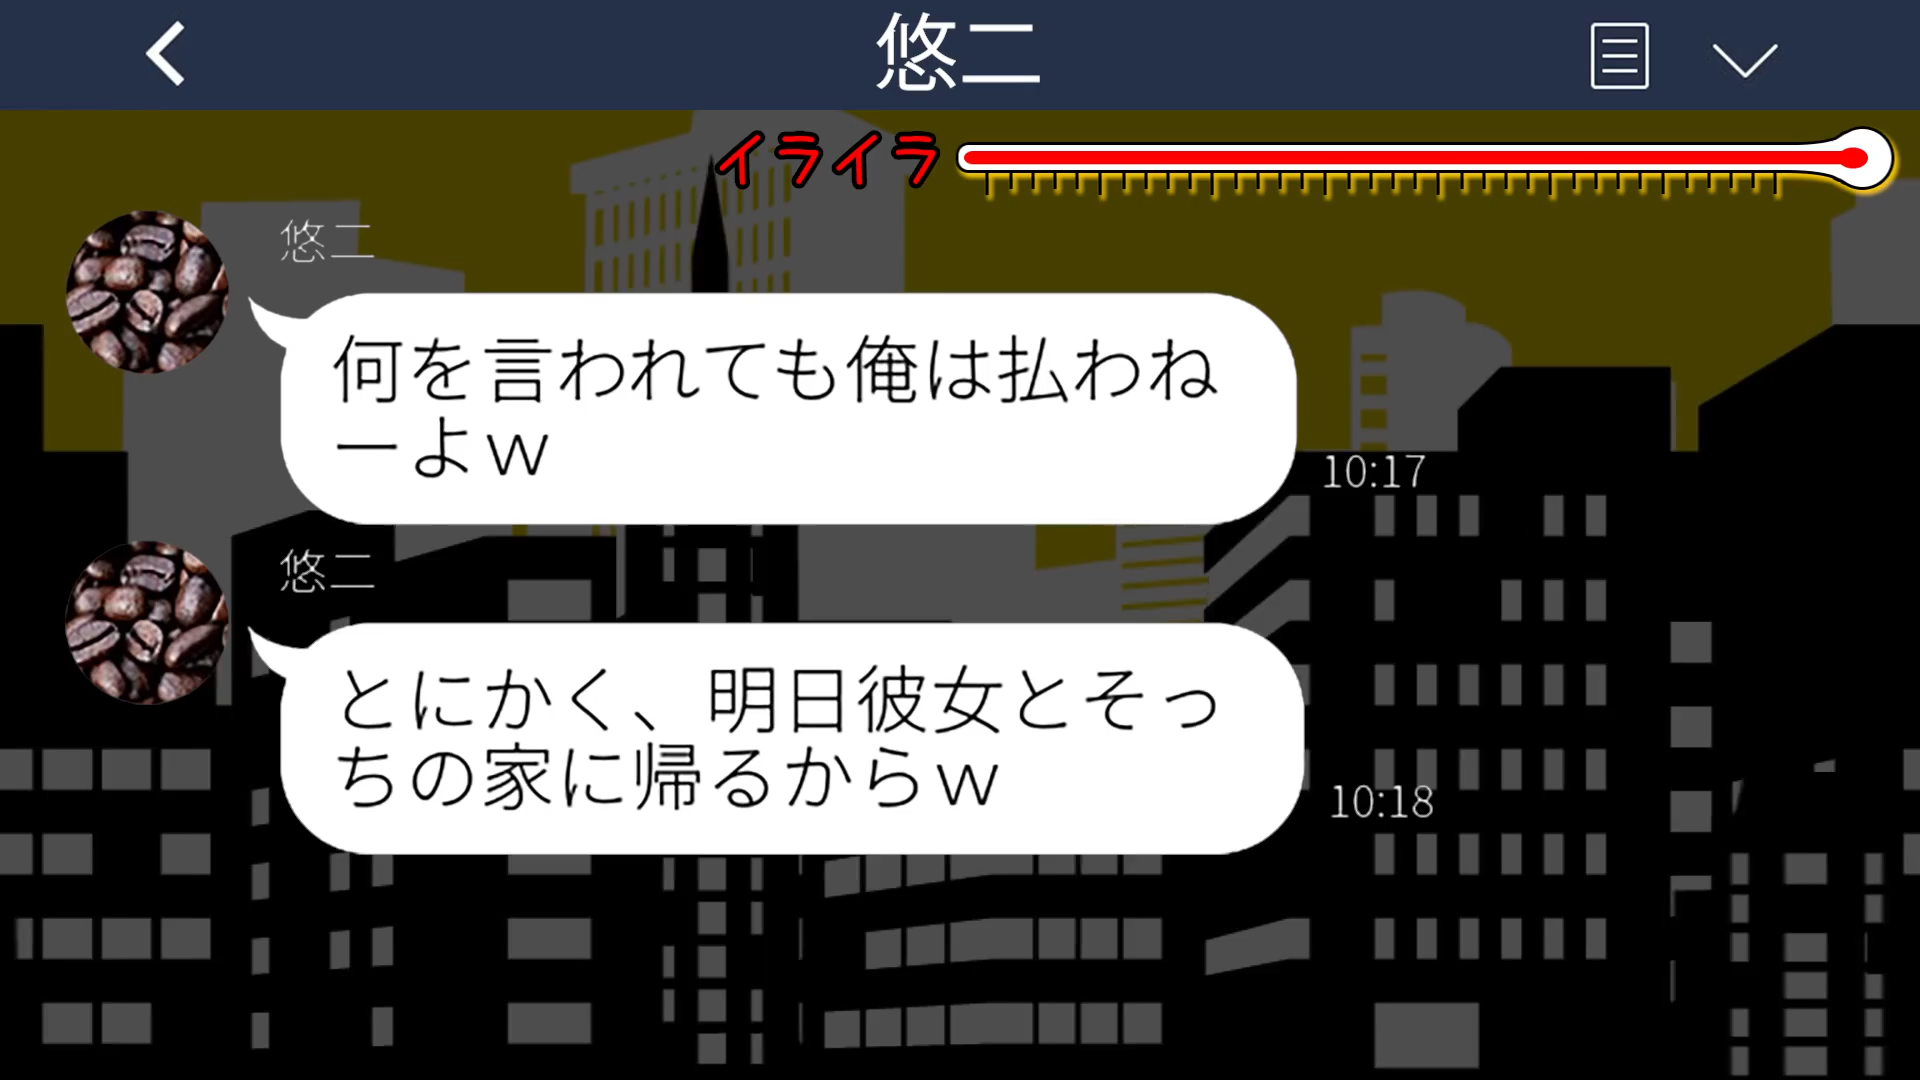 悠二
イライラ
悠二
何を言われても俺は払わね
ーよｗ
10:17
悠二
とにかく、明日彼女とそっ
ちの家に帰るからｗ
10:18